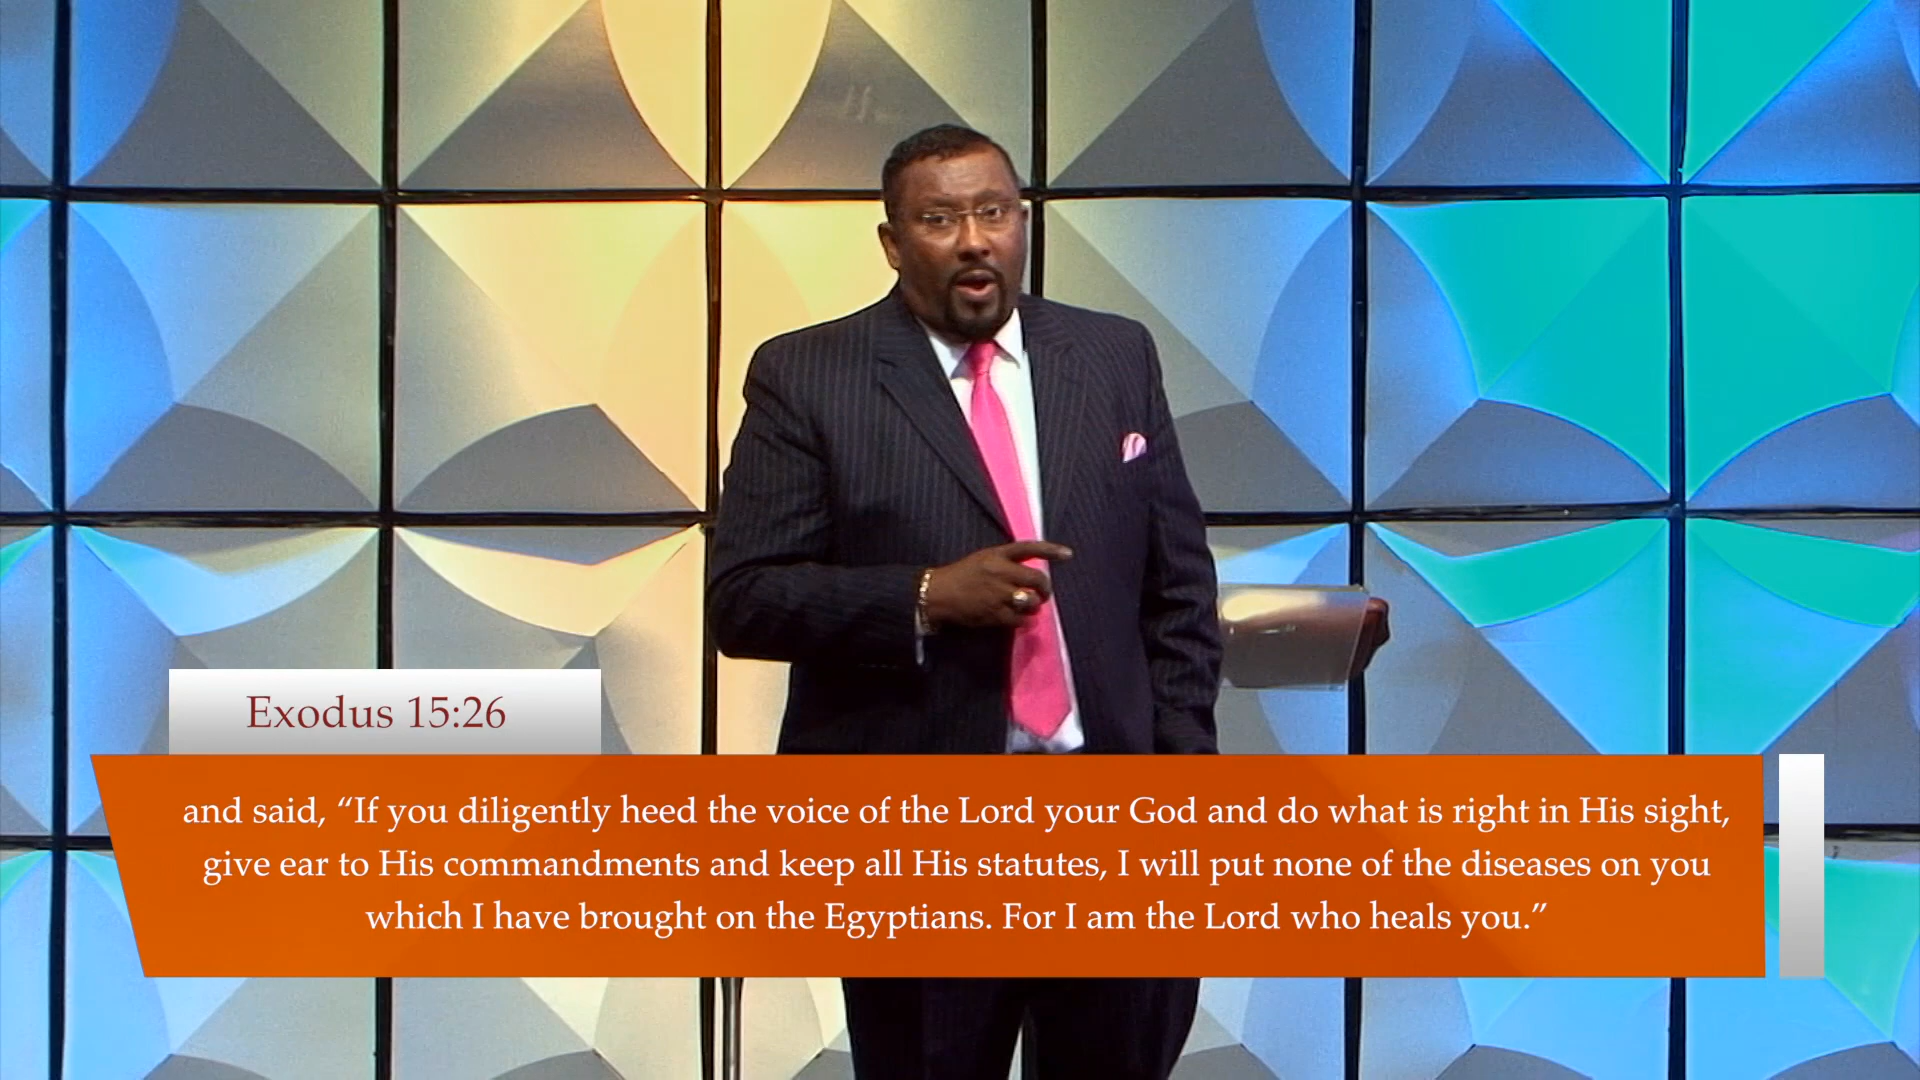 Exodus 15:26
and said, “If you diligently heed the voice of the Lord your God and do what is right in His sight,
give ear to His commandments and keep all His statutes, I will put none of the diseases on you
which I have brought on the Egyptians. For I am the Lord who heals you.”